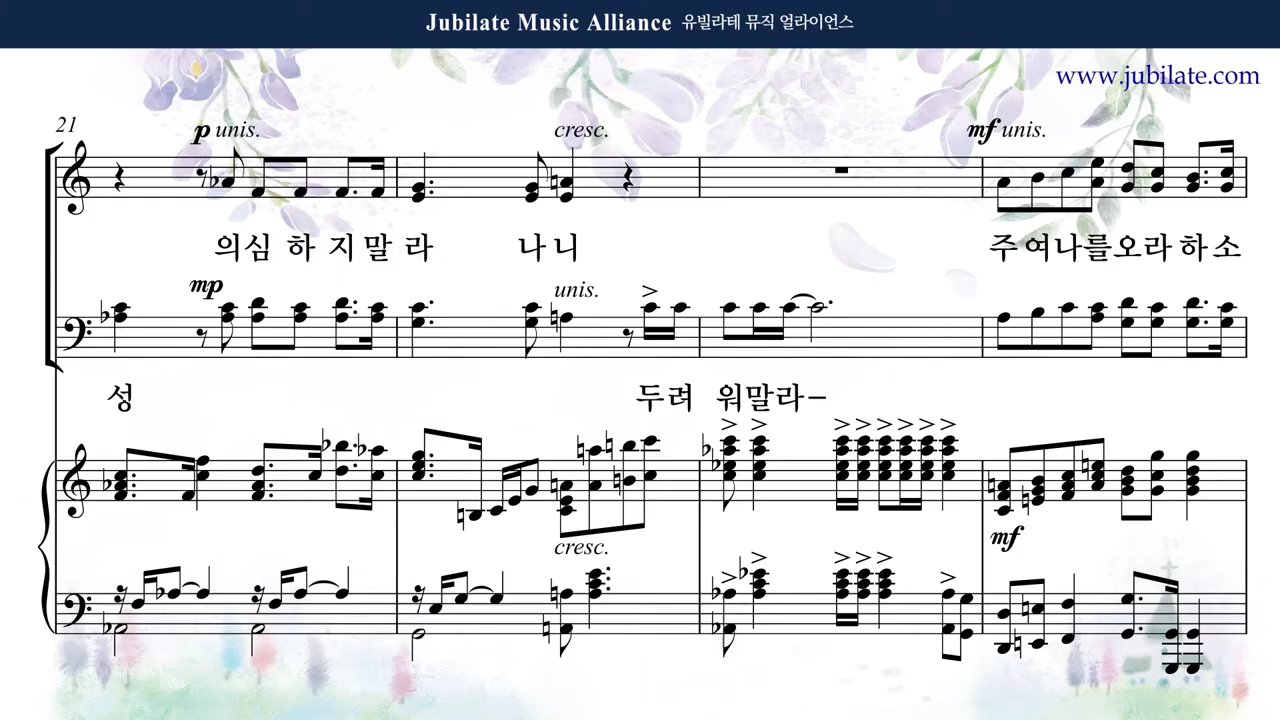 Jubilate Music Alliance 유빌라테 뮤직 얼라이언스
www.jubilate.com
21
p unis. cresc. mf unis.
의심 하 지말 라 나니 주여나를오라하소
mp unis.
성 두려 워말라–
cresc. mf